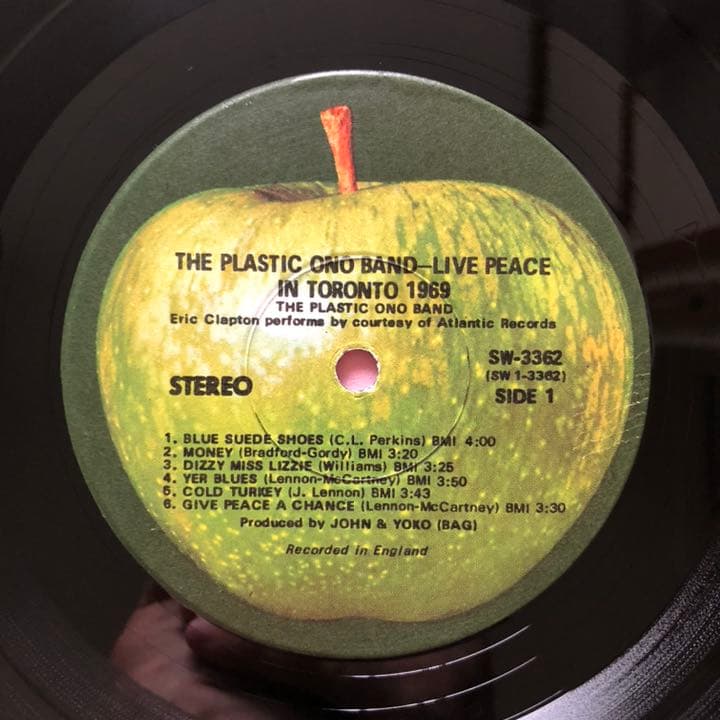 THE PLASTIC ONO BAND—LIVE PEACE
IN TORONTO 1969
THE PLASTIC ONO BAND
Eric Clapton performs by courtesy of Atlantic Records
STEREO
SW-3362
(SW 1-3362)
SIDE 1
1. BLUE SUEDE SHOES (C.L. Perkins) BMI 4:00
2. MONEY (Bradford-Gordy) BMI 3:20
3. DIZZY MISS LIZZIE (Williams) BMI 3:25
4. YER BLUES (Lennon-McCartney) BMI 3:50
5. COLD TURKEY (J. Lennon) BMI 3:43
6. GIVE PEACE A CHANCE (Lennon-McCartney) BMI 3:30
Produced by JOHN & YOKO (BAG)
Recorded in England